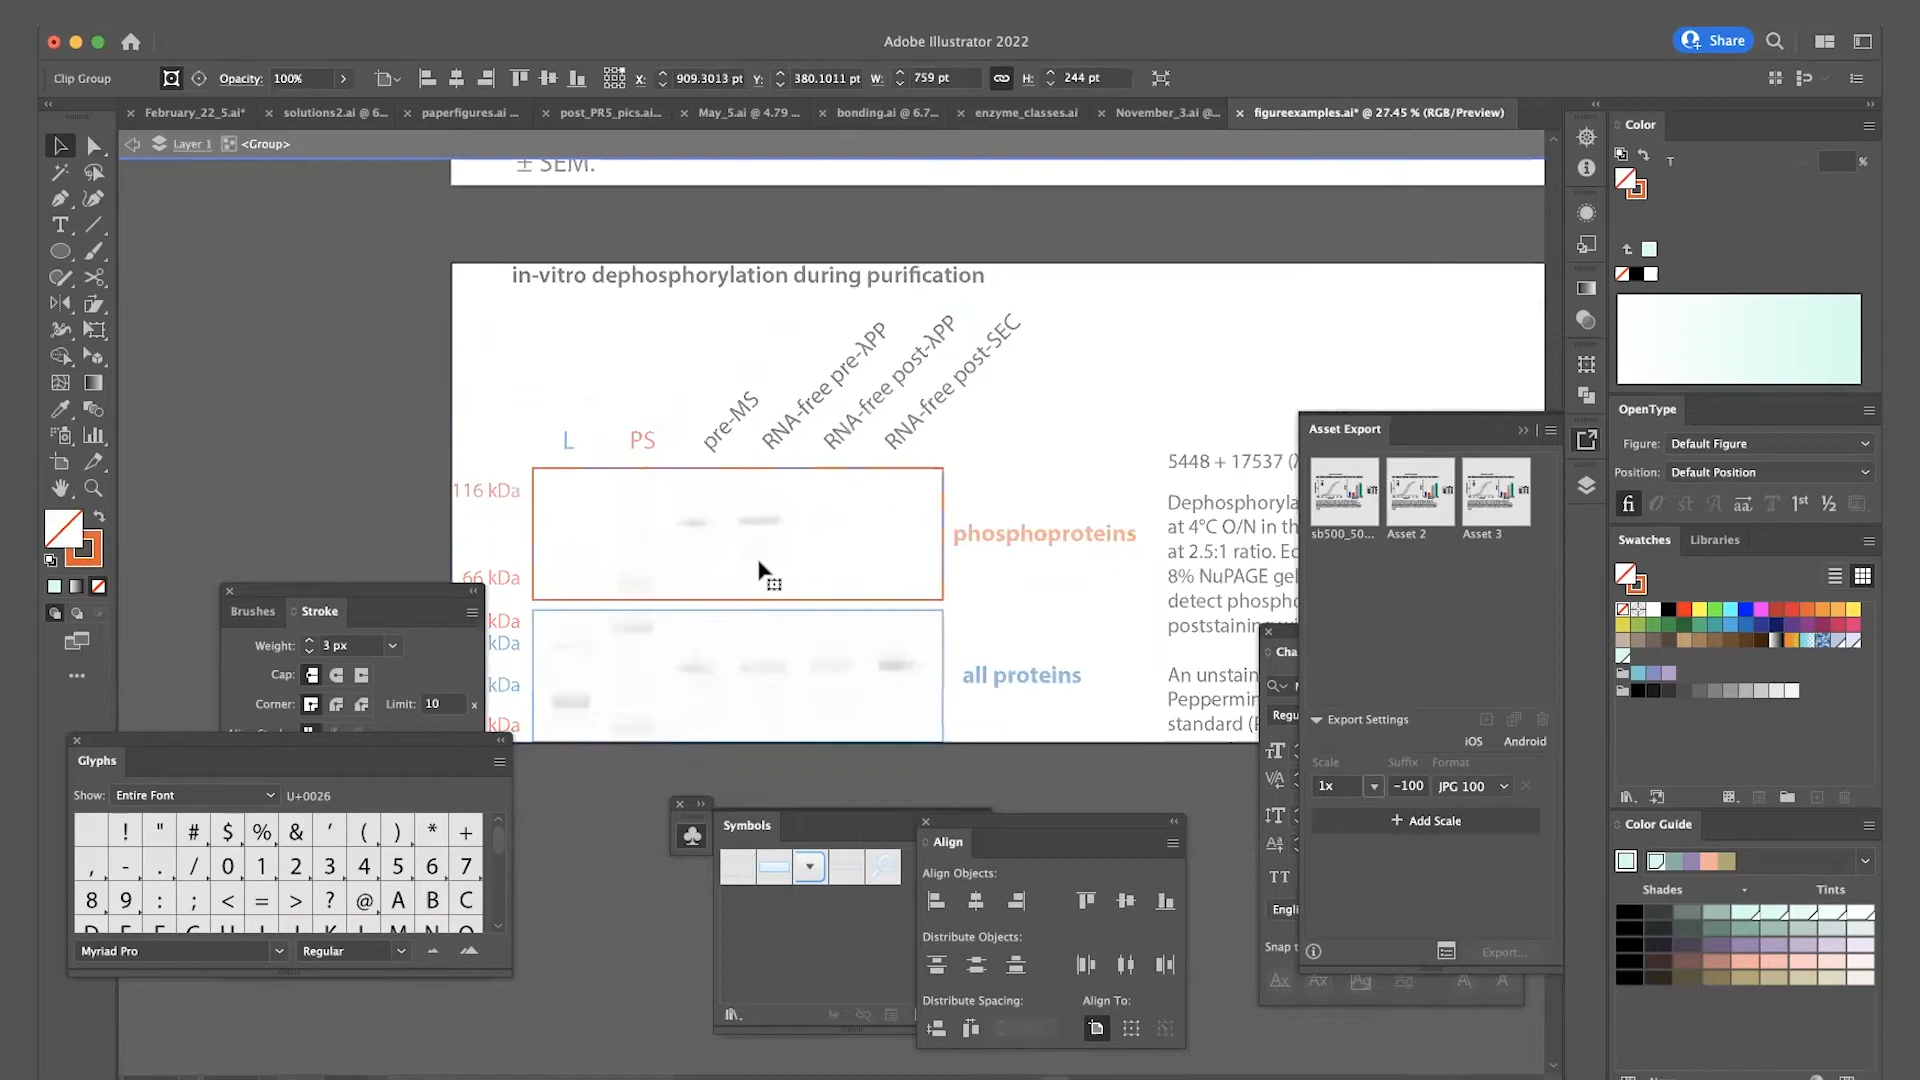 Adobe Illustrator 2022
Share
Clip Group
Opacity: 100%
X: 909.3013 pt Y: 380.1011 pt W: 759 pt H: 244 pt
February_22_5.ai*
solutions2.ai @ 6...
paperfigures.ai ...
post_PR5_pics.ai...
May_5.ai @ 4.79 ...
bonding.ai @ 6.7...
enzyme_classes.ai
November_3.ai @...
figureexamples.ai* @ 27.45 % (RGB/Preview)
Layer 1 <Group>
± SEM.
in-vitro dephosphorylation during purification
pre-MS
RNA-free pre-λPP
RNA-free post-λPP
RNA-free post-SEC
L PS
116 kDa
66 kDa
kDa
kDa
kDa
kDa
phosphoproteins
all proteins
5448 + 17537 (
Dephosphoryla
at 4°C O/N in th
at 2.5:1 ratio. Ec
8% NuPAGE gel
detect phospho
poststaining
An unstain
Peppermin
standard (
Brushes Stroke
Weight: 3 px
Cap:
Corner: Limit: 10 x
Glyphs
Show: Entire Font U+0026
! " # $ % & ′ ( ) * +
, - . / 0 1 2 3 4 5 6 7
8 9 : ; < = > ? @ A B C
Myriad Pro Regular
Symbols
Align
Align Objects:
Distribute Objects:
Distribute Spacing: Align To:
Cha
Regu
Engli
Snap t
Asset Export
sb500_50... Asset 2 Asset 3
Export Settings
iOS Android
Scale Suffix Format
1x -100 JPG 100
+ Add Scale
Export...
Color
T %
OpenType
Figure: Default Figure
Position: Default Position
fi st A aa T 1st ½
Swatches Libraries
Color Guide
Shades Tints